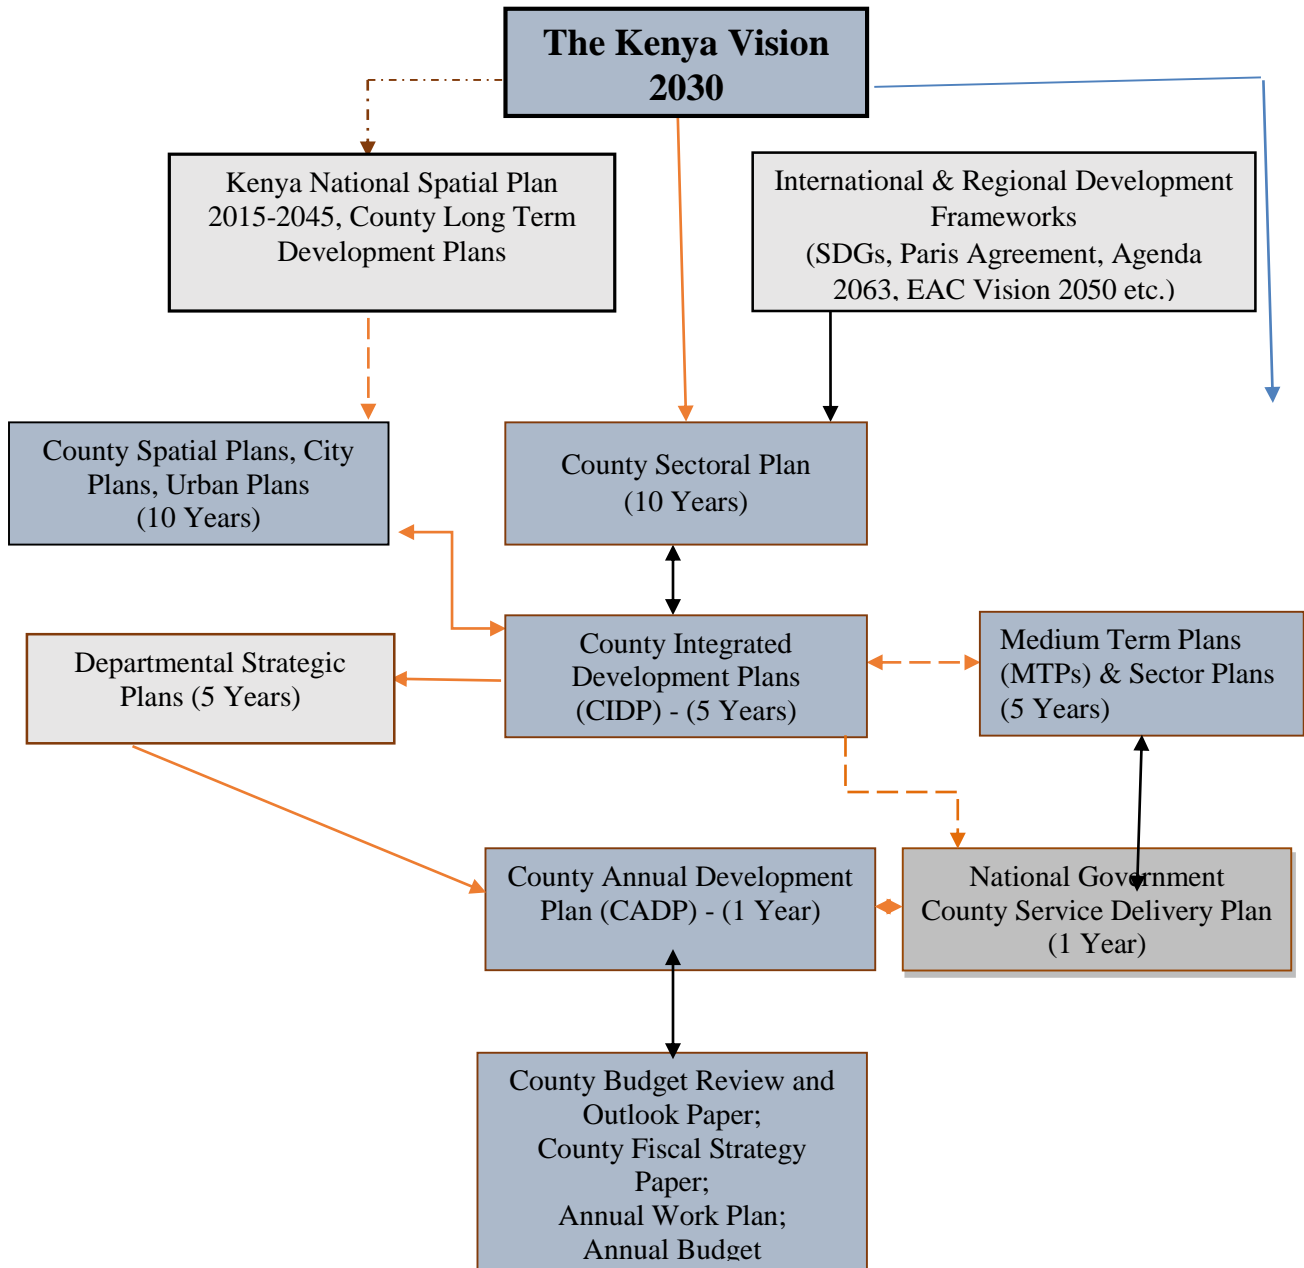 The Kenya Vision
2030
Kenya National Spatial Plan
2015-2045, County Long Term
Development Plans
International & Regional Development
Frameworks
(SDGs, Paris Agreement, Agenda
2063, EAC Vision 2050 etc.)
County Spatial Plans, City
Plans, Urban Plans
(10 Years)
County Sectoral Plan
(10 Years)
Departmental Strategic
Plans (5 Years)
County Integrated
Development Plans
(CIDP) - (5 Years)
Medium Term Plans
(MTPs) & Sector Plans
(5 Years)
County Annual Development
Plan (CADP) - (1 Year)
National Government
County Service Delivery Plan
(1 Year)
County Budget Review and
Outlook Paper;
County Fiscal Strategy
Paper;
Annual Work Plan;
Annual Budget